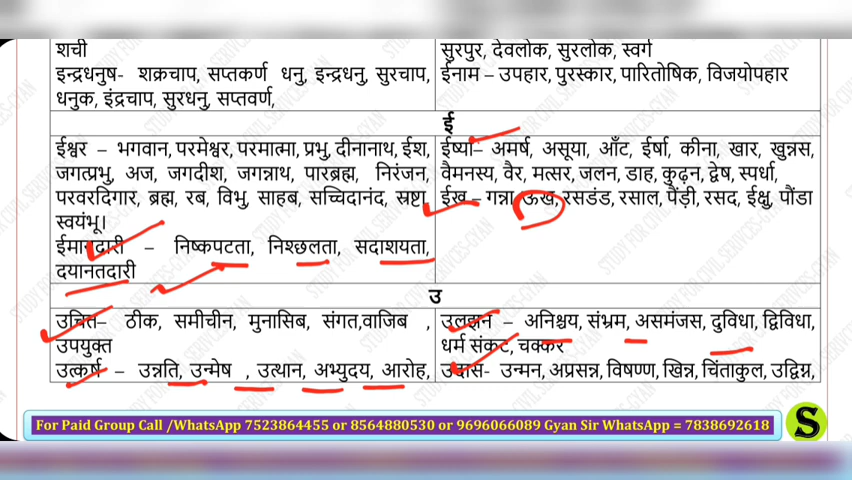 शची
इन्द्रधनुष- शक्रचाप, सप्तकर्ण धनु, इन्द्रधनु, सुरचाप,
धनुक, इंद्रचाप, सुरधनु, सप्तवर्ण,
सुरपुर, देवलोक, सुरलोक, स्वर्ग
ईनाम – उपहार, पुरस्कार, पारितोषिक, विजयोपहार
ई
ईश्वर – भगवान, परमेश्वर, परमात्मा, प्रभु, दीनानाथ, ईश,
जगत्प्रभु, अज, जगदीश, जगन्नाथ, पारब्रह्म, निरंजन,
परवरदिगार, ब्रह्म, रब, विभु, साहब, सच्चिदानंद, स्रष्टा,
स्वयंभू।
ईमानदारी – निष्कपटता, निश्छलता, सदाशयता,
दयानतदारी
ईर्ष्या – अमर्ष, असूया, आँट, ईर्षा, कीना, खार, खुन्नस,
वैमनस्य, वैर, मत्सर, जलन, डाह, कुढ़न, द्वेष, स्पर्धा,
ईख – गन्ना, ऊख, रसडंड, रसाल, पैंड़ी, रसद, ईक्षु, पौंडा
उ
उचित– ठीक, समीचीन, मुनासिब, संगत,वाजिब ,
उपयुक्त
उत्कर्ष – उन्नति, उन्मेष , उत्थान, अभ्युदय, आरोह,
उलझन – अनिश्चय, संभ्रम, असमंजस, दुविधा, द्विविधा,
धर्म संकट, चक्कर
उदास- उन्मन, अप्रसन्न, विषण्ण, खिन्न, चिंताकुल, उद्विग्न,
For Paid Group Call /WhatsApp 7523864455 or 8564880530 or 9696066089 Gyan Sir WhatsApp = 7838692618
S
STUDY FOR CIVIL SERVICES-GYAN